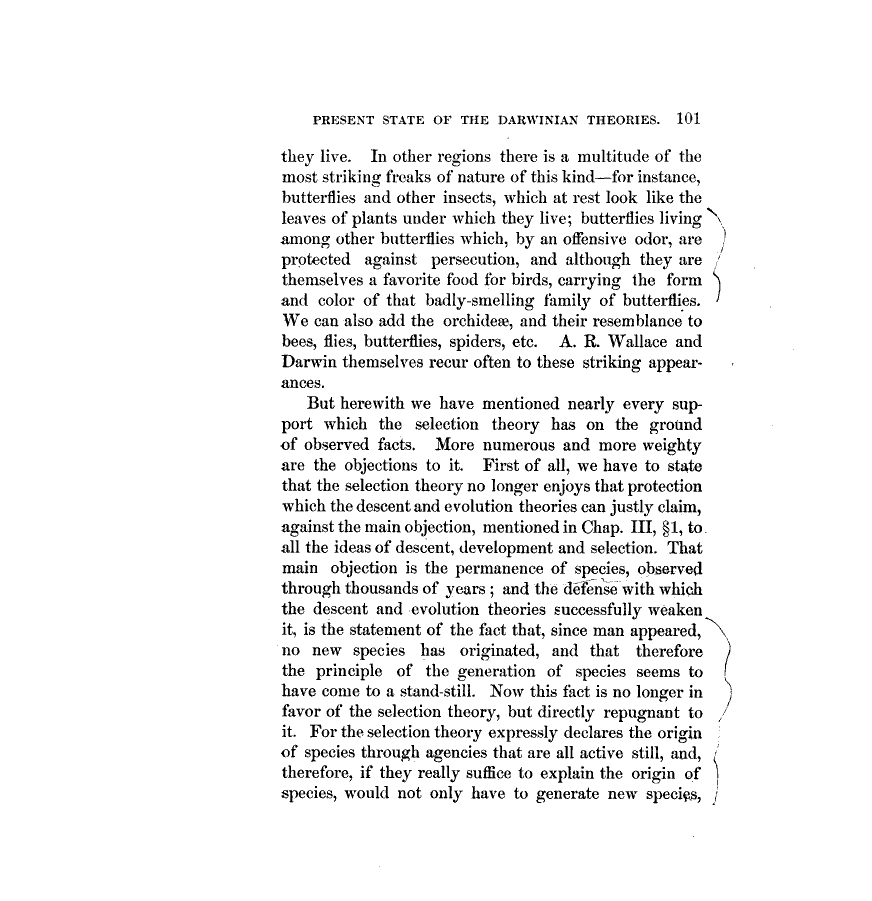 PRESENT STATE OF THE DARWINIAN THEORIES. 101
they live. In other regions there is a multitude of the
most striking freaks of nature of this kind—for instance,
butterflies and other insects, which at rest look like the
leaves of plants under which they live; butterflies living
among other butterflies which, by an offensive odor, are
protected against persecution, and although they are
themselves a favorite food for birds, carrying the form
and color of that badly-smelling family of butterflies.
We can also add the orchideæ, and their resemblance to
bees, flies, butterflies, spiders, etc. A. R. Wallace and
Darwin themselves recur often to these striking appear-
ances.
But herewith we have mentioned nearly every sup-
port which the selection theory has on the ground
of observed facts. More numerous and more weighty
are the objections to it. First of all, we have to state
that the selection theory no longer enjoys that protection
which the descent and evolution theories can justly claim,
against the main objection, mentioned in Chap. III, §1, to
all the ideas of descent, development and selection. That
main objection is the permanence of species, observed
through thousands of years; and the defense with which
the descent and evolution theories successfully weaken
it, is the statement of the fact that, since man appeared,
no new species has originated, and that therefore
the principle of the generation of species seems to
have come to a stand-still. Now this fact is no longer in
favor of the selection theory, but directly repugnant to
it. For the selection theory expressly declares the origin
of species through agencies that are all active still, and,
therefore, if they really suffice to explain the origin of
species, would not only have to generate new species,